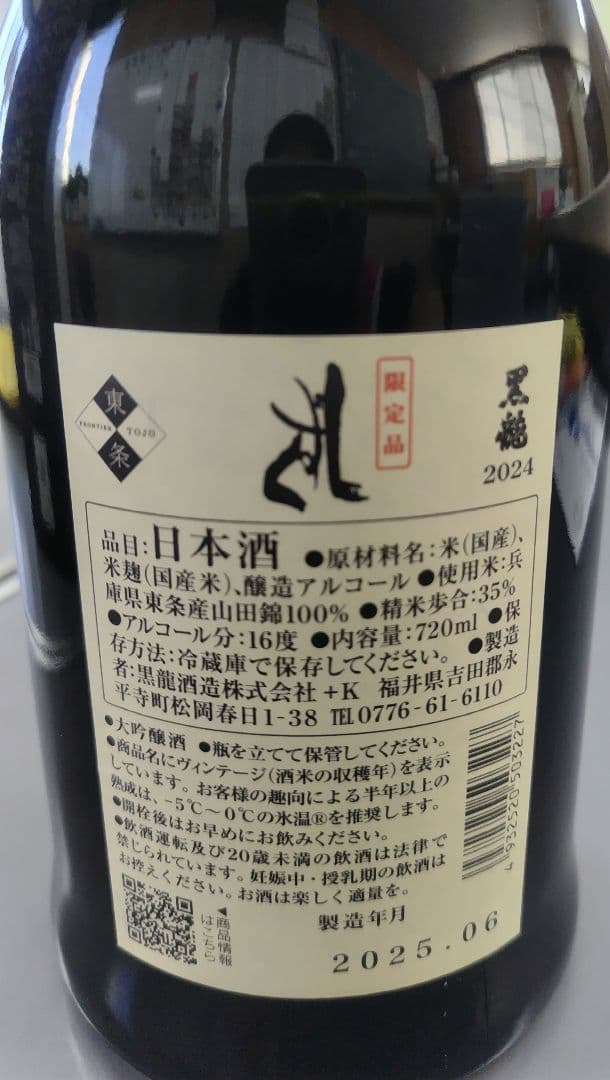 東
FRONTIER TOJO
条
限定品
黒龍
2024
品目:日本酒 ●原材料名:米(国産)、
米麹(国産米)、醸造アルコール ●使用米:兵
庫県東条産山田錦100% ●精米歩合:35%
●アルコール分:16度 ●内容量:720ml ●保
存方法:冷蔵庫で保存してください。 ●製造
者:黒龍酒造株式会社+K 福井県吉田郡永
平寺町松岡春日1-38 TEL0776-61-6110
●大吟醸酒 ●瓶を立てて保管してください。
●商品名にヴィンテージ(酒米の収穫年)を表示
しています。お客様の趣向による半年以上の
熟成は、-5℃〜0℃の氷温®を推奨します。
●開栓後はお早めにお飲みください。
●飲酒運転及び20歳未満の飲酒は法律で
禁じられています。妊娠中・授乳期の飲酒は
お控えください。お酒は楽しく適量を。
◀商品情報
はこちら
製造年月
2025.06
4 932520 503227